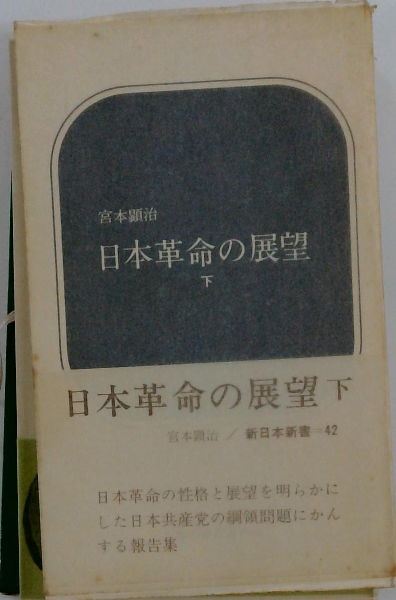 宮本顕治
日本革命の展望
下
日本革命の展望 下
宮本顕治 / 新日本新書=42
日本革命の性格と展望を明らかに
した日本共産党の綱領問題にかん
する報告集